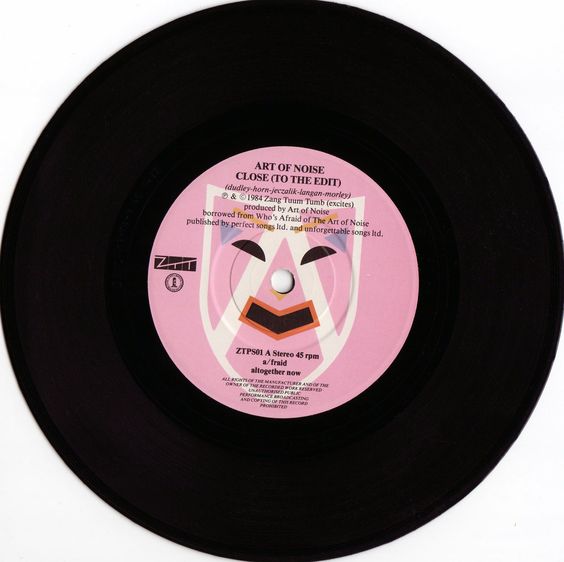 ART OF NOISE
CLOSE (TO THE EDIT)
(dudley-horn-jeczalik-langan-morley)
℗ & © 1984 Zang Tuum Tumb (excites)
produced by Art of Noise
borrowed from Who's Afraid of The Art of Noise
published by perfect songs ltd. and unforgettable songs ltd.
ZTT
ZTPS01 A Stereo 45 rpm
a/fraid
altogether now
ALL RIGHTS OF THE MANUFACTURER AND OF THE
OWNER OF THE RECORDED WORK RESERVED
UNAUTHORISED PUBLIC
PERFORMANCE BROADCASTING
AND COPYING OF THIS RECORD
PROHIBITED